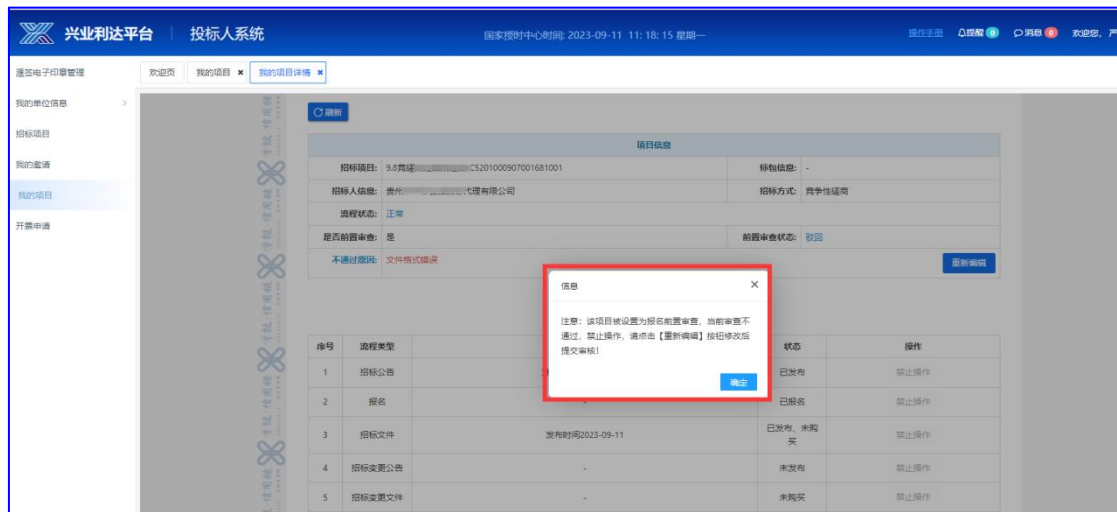 兴业利达平台 投标人系统 国家授时中心时间: 2023-09-11 11:18:15 星期一 操作手册 提醒 0 消息 0 欢迎您，严
签电子印章管理
欢迎页 我的项目 × 我的项目详情 ×
我的单位信息 >
招标项目
我的邀请
我的项目
开票申请
刷新
项目信息
招标项目: 9.8竞磋 C5201000907001681001 标包信息: -
招标人信息: 贵州 代理有限公司 招标方式: 竞争性磋商
流程状态: 正常
是否前置审查: 是 前置审查状态: 驳回
不通过原因: 文件格式错误 重新编辑
信息 ×
注意：该项目被设置为报名前置审查，当前审查不
通过，禁止操作，请点击【重新编辑】按钮修改后
提交审核！
确定
序号 流程类型 状态 操作
1 招标公告 已发布 禁止操作
2 报名 - 已报名 禁止操作
3 招标文件 发布时间2023-09-11 已发布，未购
买 禁止操作
4 招标变更公告 - 未发布 禁止操作
5 招标变更文件 - 未购买 禁止操作